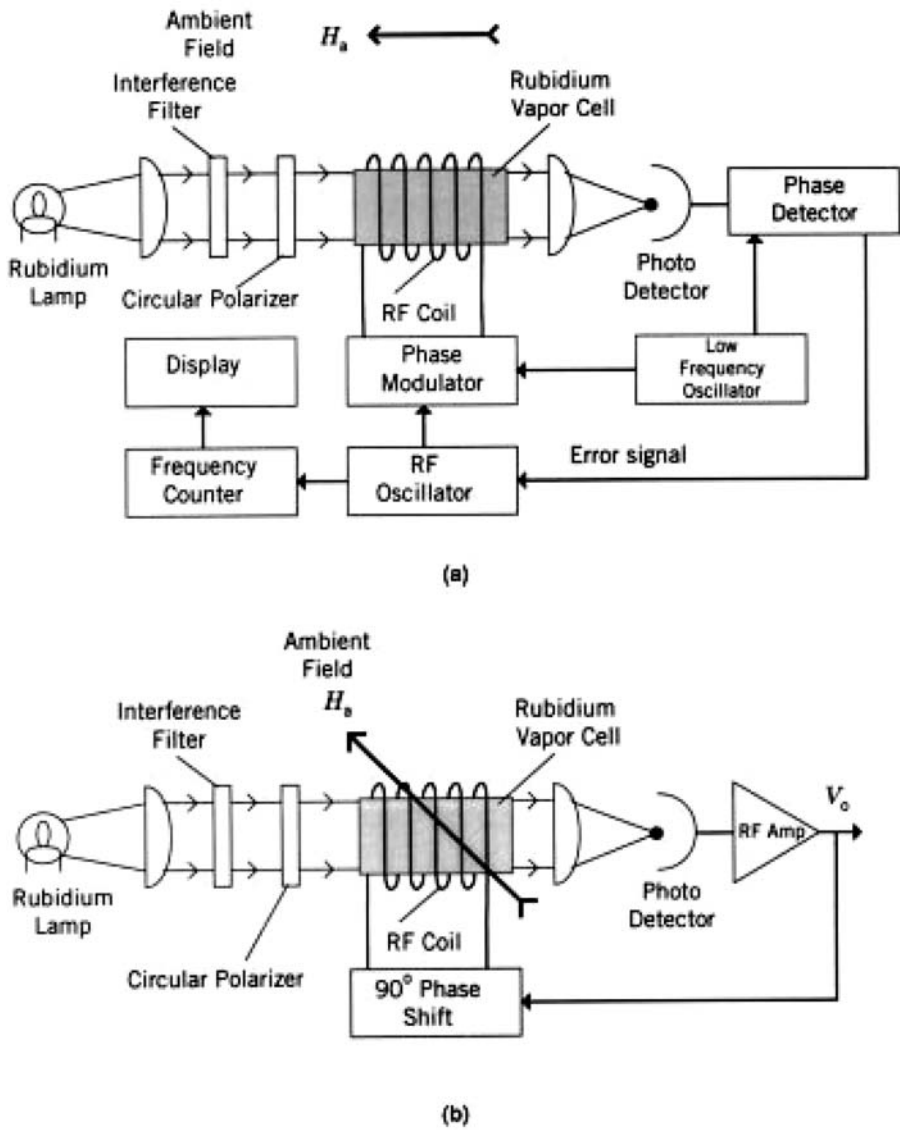 Ambient
Field
Hₐ
Interference
Filter
Rubidium
Vapor Cell
Phase
Detector
Rubidium
Lamp
Circular Polarizer
RF Coil
Photo
Detector
Display
Phase
Modulator
Low
Frequency
Oscillator
Frequency
Counter
RF
Oscillator
Error signal
(a)
Ambient
Field
Hₐ
Interference
Filter
Rubidium
Vapor Cell
RF Amp
Vₒ
Rubidium
Lamp
Photo
Detector
RF Coil
Circular Polarizer
90° Phase
Shift
(b)